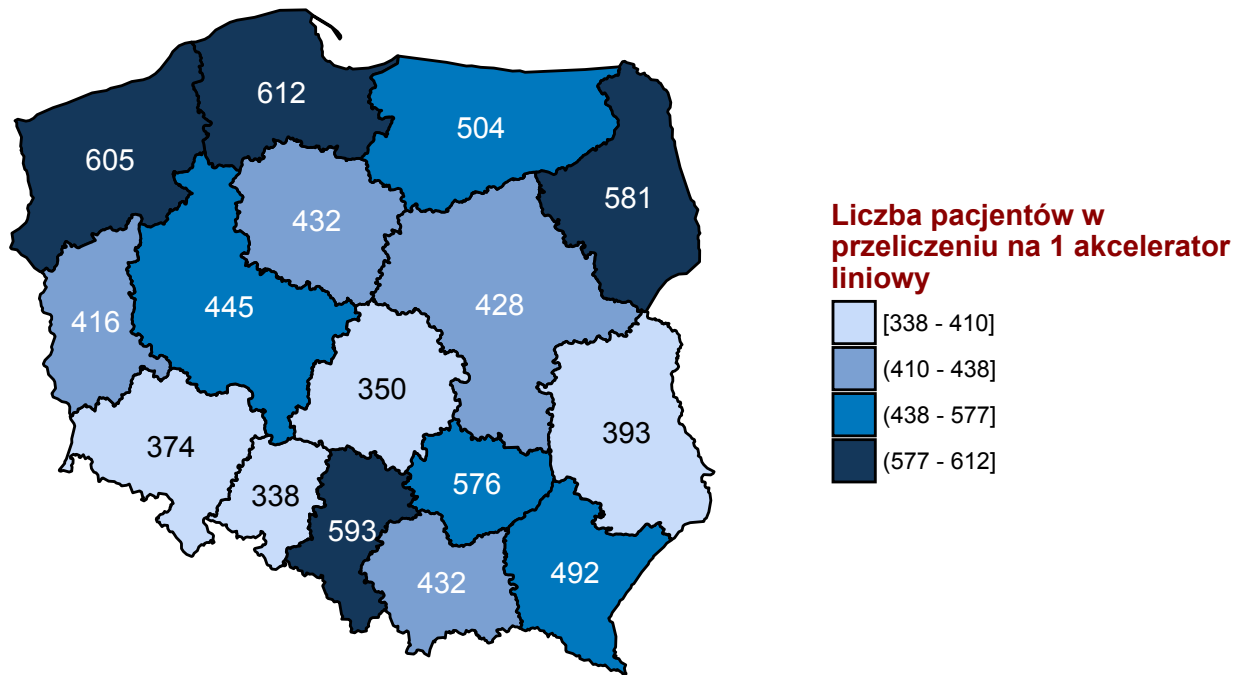 612
504
605
581
432
445
428
416
350
374
393
338
576
593
432
492
Liczba pacjentów w
przeliczeniu na 1 akcelerator
liniowy
[338 - 410]
(410 - 438]
(438 - 577]
(577 - 612]